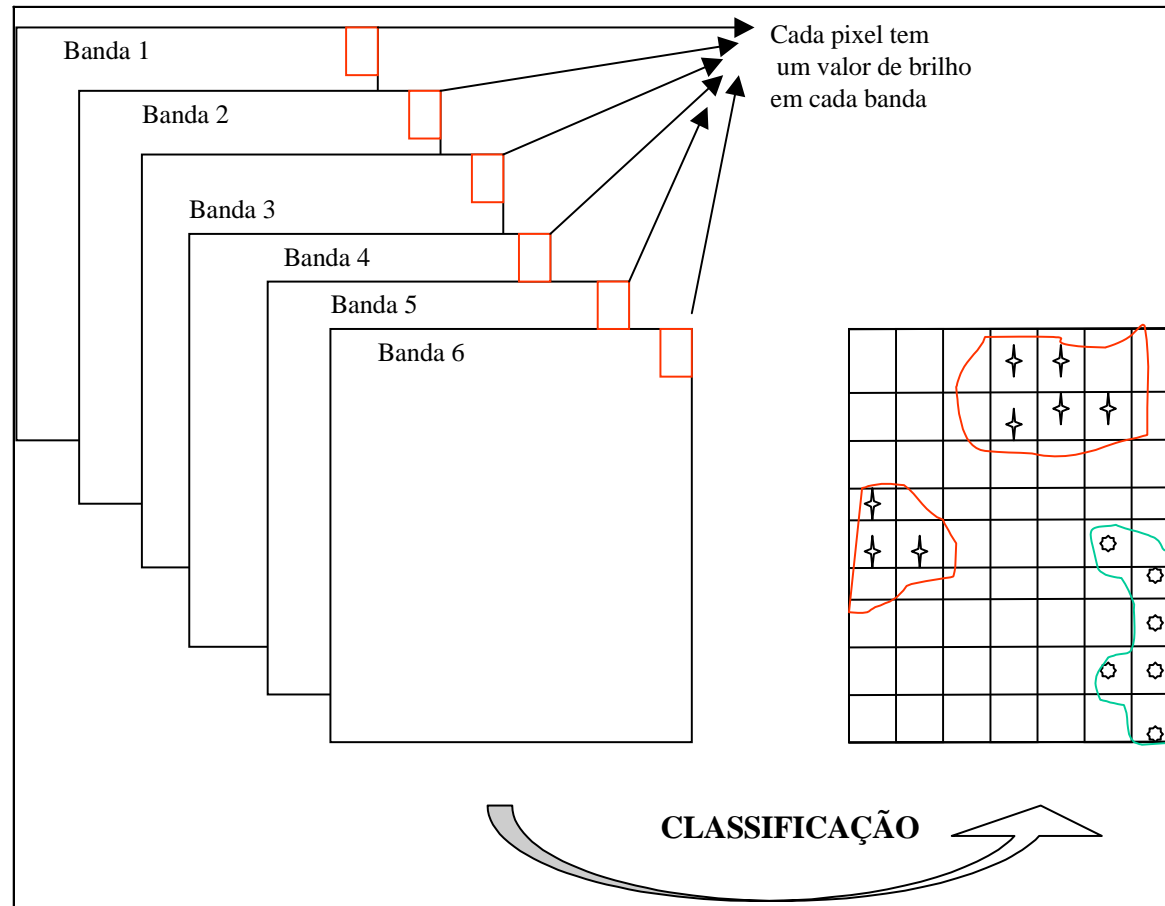 Banda 1
Cada pixel tem
um valor de brilho
em cada banda
Banda 2
Banda 3
Banda 4
Banda 5
Banda 6
CLASSIFICAÇÃO